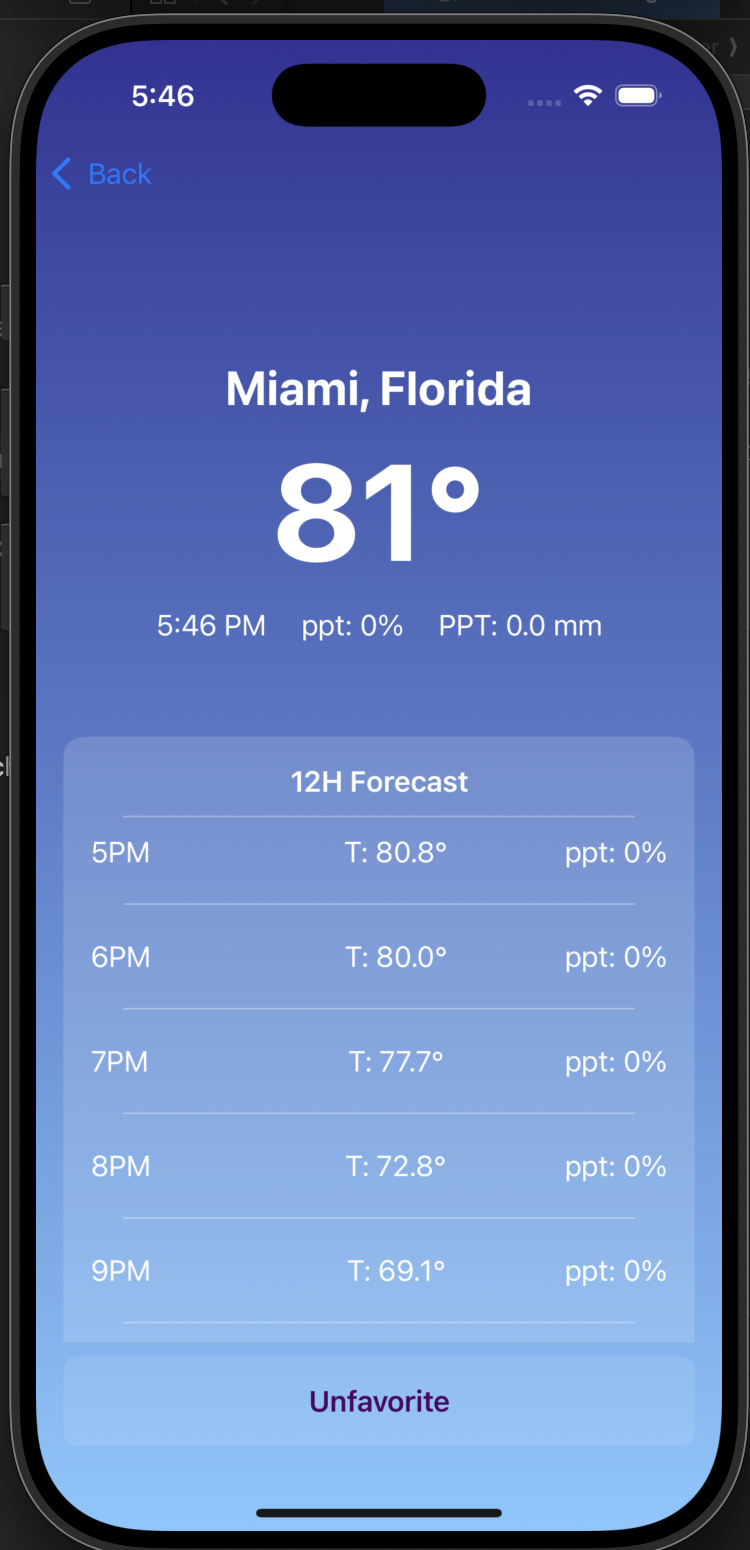 5:46
Back
Miami, Florida
81°
5:46 PM ppt: 0% PPT: 0.0 mm
12H Forecast
5PM T: 80.8° ppt: 0%
6PM T: 80.0° ppt: 0%
7PM T: 77.7° ppt: 0%
8PM T: 72.8° ppt: 0%
9PM T: 69.1° ppt: 0%
Unfavorite